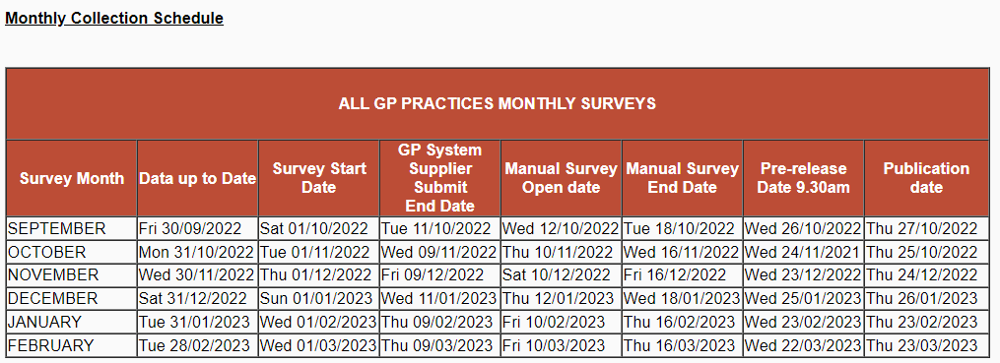 Monthly Collection Schedule
ALL GP PRACTICES MONTHLY SURVEYS
Survey Month
Data up to Date
Survey Start
Date
GP System
Supplier
Submit
End Date
Manual Survey
Open date
Manual Survey
End Date
Pre-release
Date 9.30am
Publication
date
SEPTEMBER Fri 30/09/2022 Sat 01/10/2022 Tue 11/10/2022 Wed 12/10/2022 Tue 18/10/2022 Wed 26/10/2022 Thu 27/10/2022
OCTOBER Mon 31/10/2022 Tue 01/11/2022 Wed 09/11/2022 Thu 10/11/2022 Wed 16/11/2022 Wed 24/11/2021 Thu 25/10/2022
NOVEMBER Wed 30/11/2022 Thu 01/12/2022 Fri 09/12/2022 Sat 10/12/2022 Fri 16/12/2022 Wed 23/12/2022 Thu 24/12/2022
DECEMBER Sat 31/12/2022 Sun 01/01/2023 Wed 11/01/2023 Thu 12/01/2023 Wed 18/01/2023 Wed 25/01/2023 Thu 26/01/2023
JANUARY Tue 31/01/2023 Wed 01/02/2023 Thu 09/02/2023 Fri 10/02/2023 Thu 16/02/2023 Wed 23/02/2023 Thu 23/02/2023
FEBRUARY Tue 28/02/2023 Wed 01/03/2023 Thu 09/03/2023 Fri 10/03/2023 Thu 16/03/2023 Wed 22/03/2023 Thu 23/03/2023